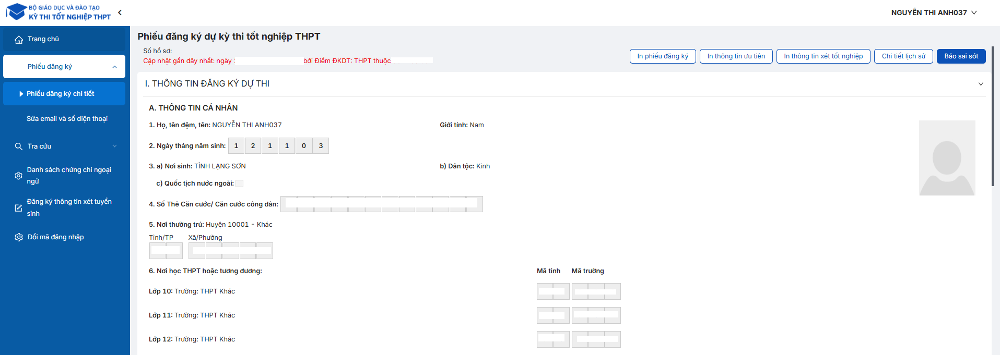 BỘ GIÁO DỤC VÀ ĐÀO TẠO
KỲ THI TỐT NGHIỆP THPT
NGUYỄN THI ANH037
Trang chủ
Phiếu đăng ký
Phiếu đăng ký chi tiết
Sửa email và số điện thoại
Tra cứu
Danh sách chứng chỉ ngoại
ngữ
Đăng ký thông tin xét tuyển
sinh
Đổi mã đăng nhập
Phiếu đăng ký dự kỳ thi tốt nghiệp THPT
Số hồ sơ:
Cập nhật gần đây nhất: ngày bởi Điểm ĐKDT: THPT thuộc
In phiếu đăng ký
In thông tin ưu tiên
In thông tin xét tốt nghiệp
Chi tiết lịch sử
Báo sai sót
I. THÔNG TIN ĐĂNG KÝ DỰ THI
A. THÔNG TIN CÁ NHÂN
1. Họ, tên đệm, tên: NGUYỄN THI ANH037 Giới tính: Nam
2. Ngày tháng năm sinh: 1 2 1 1 0 3
3. a) Nơi sinh: TỈNH LẠNG SƠN b) Dân tộc: Kinh
c) Quốc tịch nước ngoài:
4. Số Thẻ Căn cước/ Căn cước công dân:
5. Nơi thường trú: Huyện 10001 - Khác
Tỉnh/TP Xã/Phường
6. Nơi học THPT hoặc tương đương: Mã tỉnh Mã trường
Lớp 10: Trường: THPT Khác
Lớp 11: Trường: THPT Khác
Lớp 12: Trường: THPT Khác